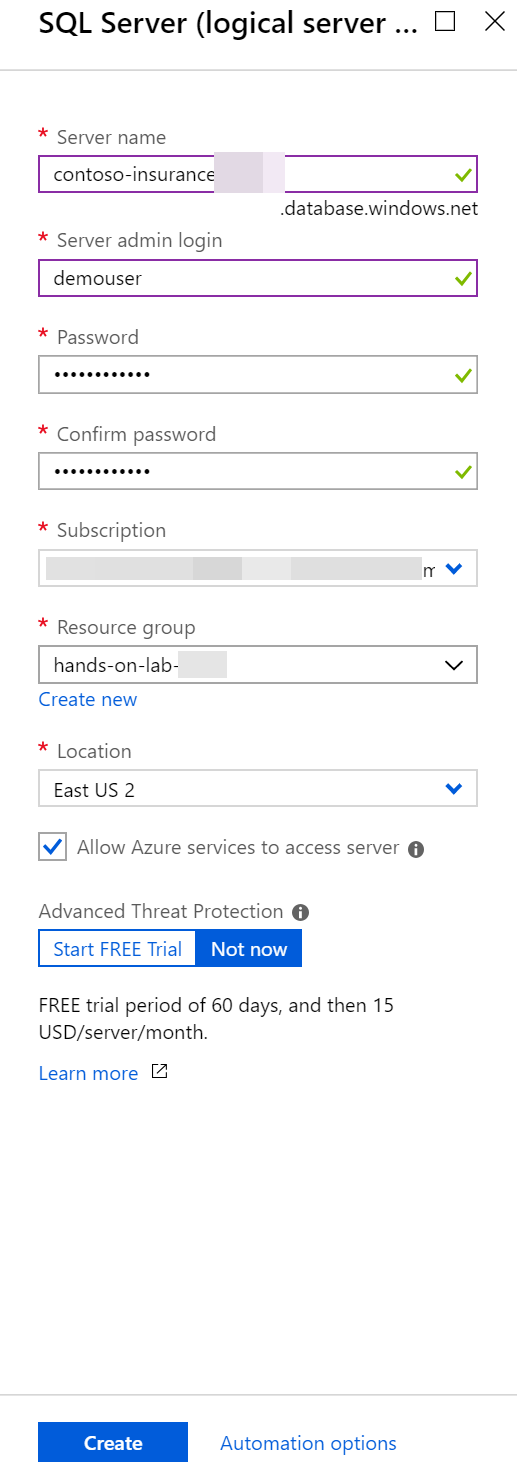 SQL Server (logical server ...
* Server name
contoso-insurance
.database.windows.net
* Server admin login
demouser
* Password
••••••••••••
* Confirm password
••••••••••••
* Subscription
* Resource group
hands-on-lab-
Create new
* Location
East US 2
Allow Azure services to access server
Advanced Threat Protection
Start FREE Trial Not now
FREE trial period of 60 days, and then 15
USD/server/month.
Learn more
Create Automation options